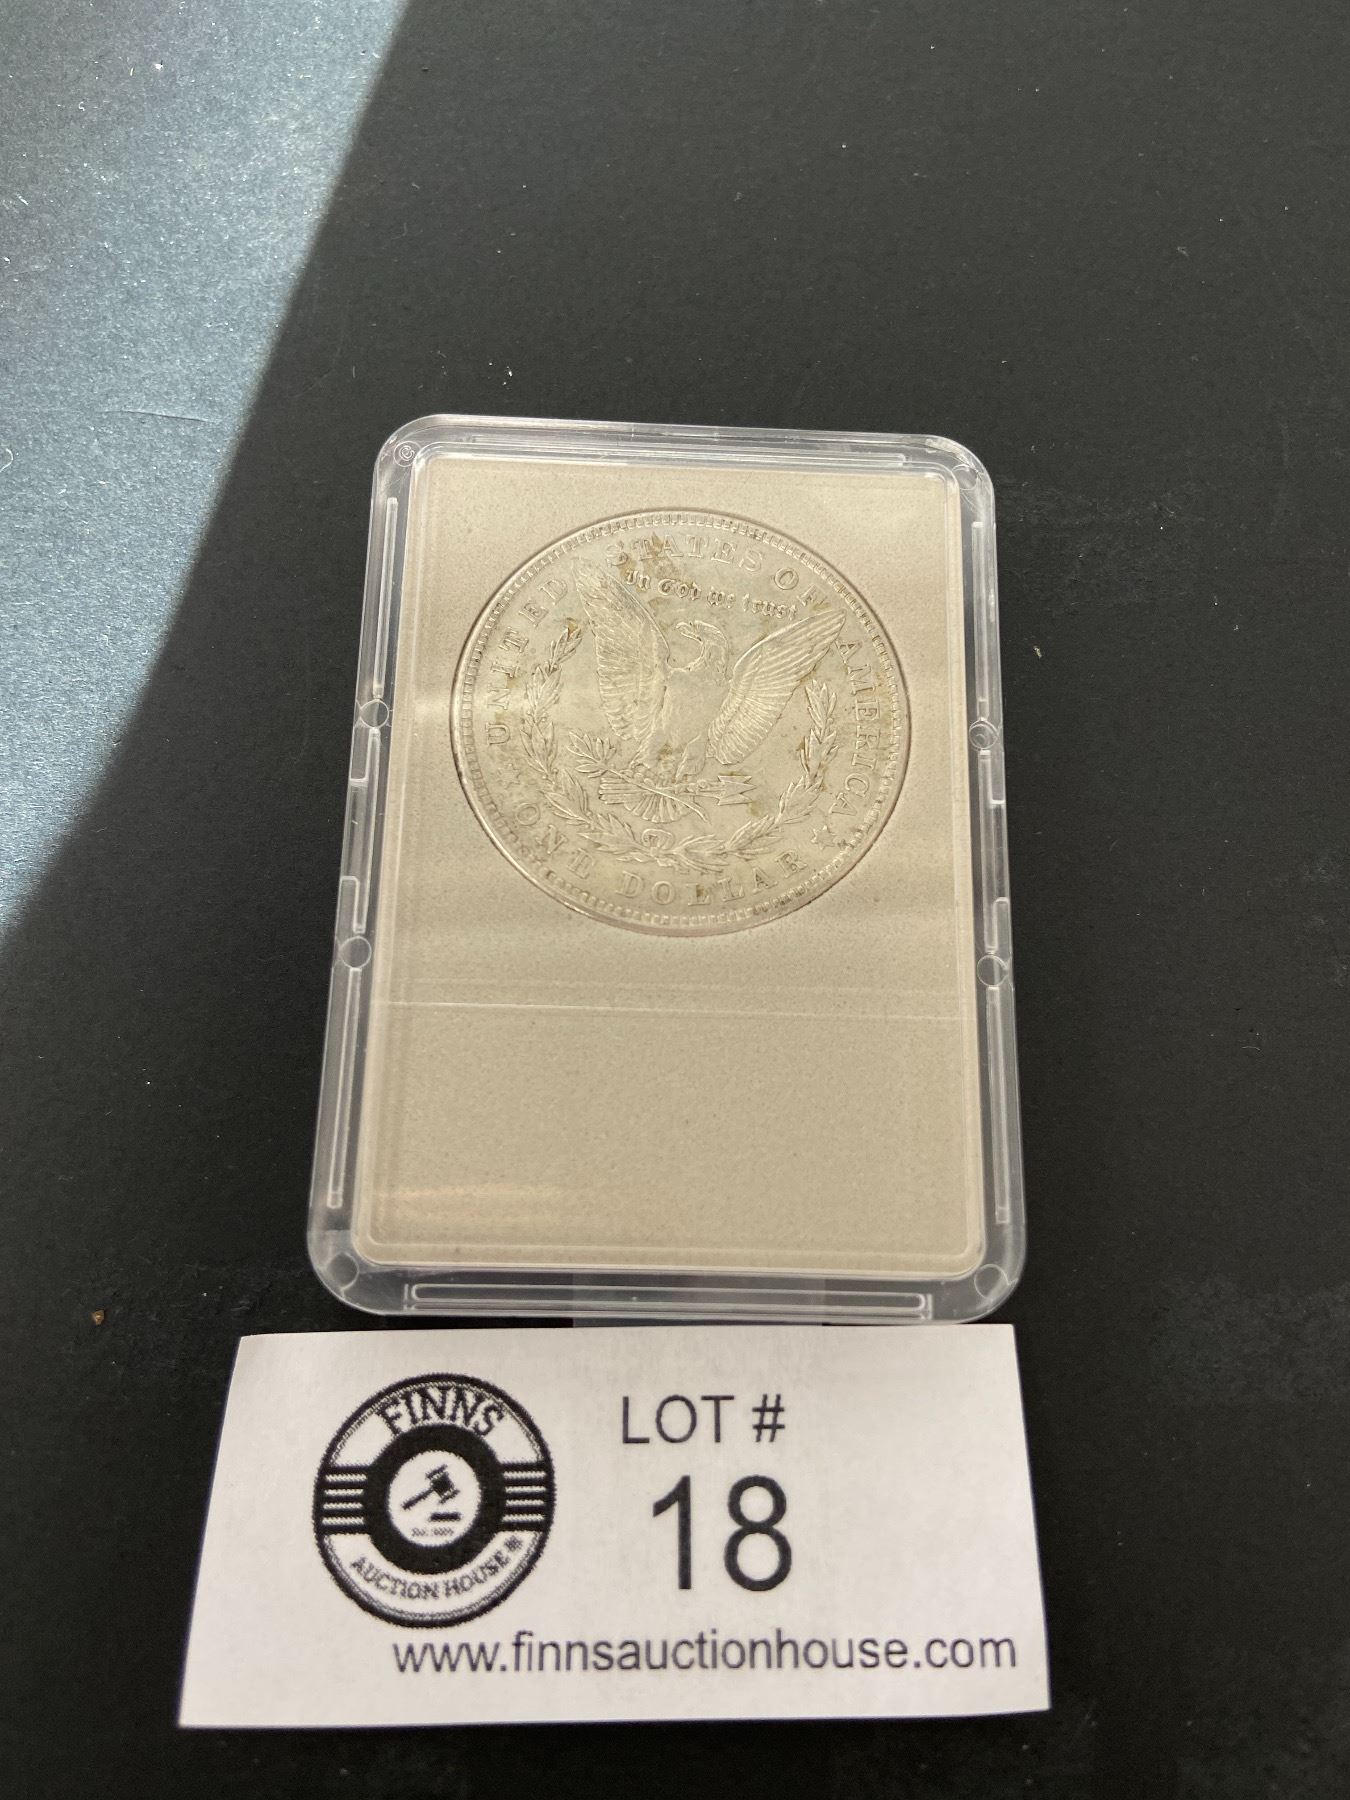 UNITED STATES OF AMERICA
In God we trust
ONE DOLLAR
FINNS
AUCTION HOUSE
LOT #
18
www.finnsauctionhouse.com